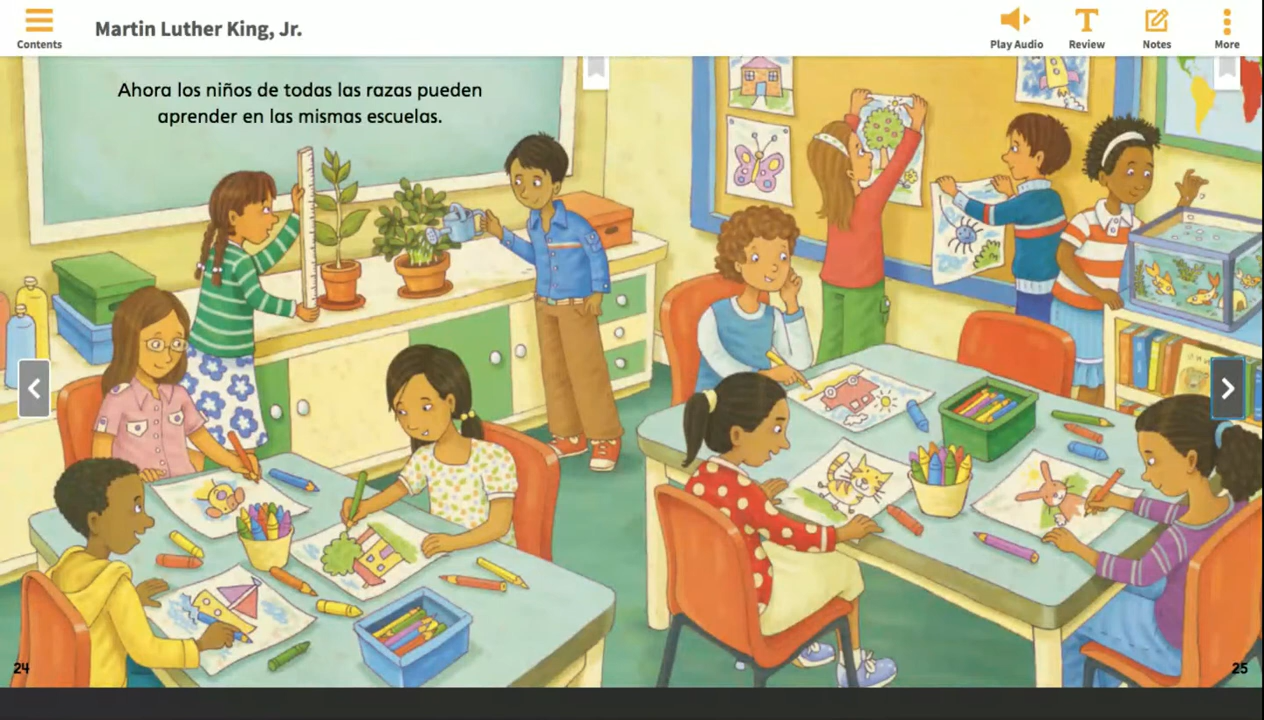 Contents
Martin Luther King, Jr.
Play Audio
Review
Notes
More
Ahora los niños de todas las razas pueden
aprender en las mismas escuelas.
24
25